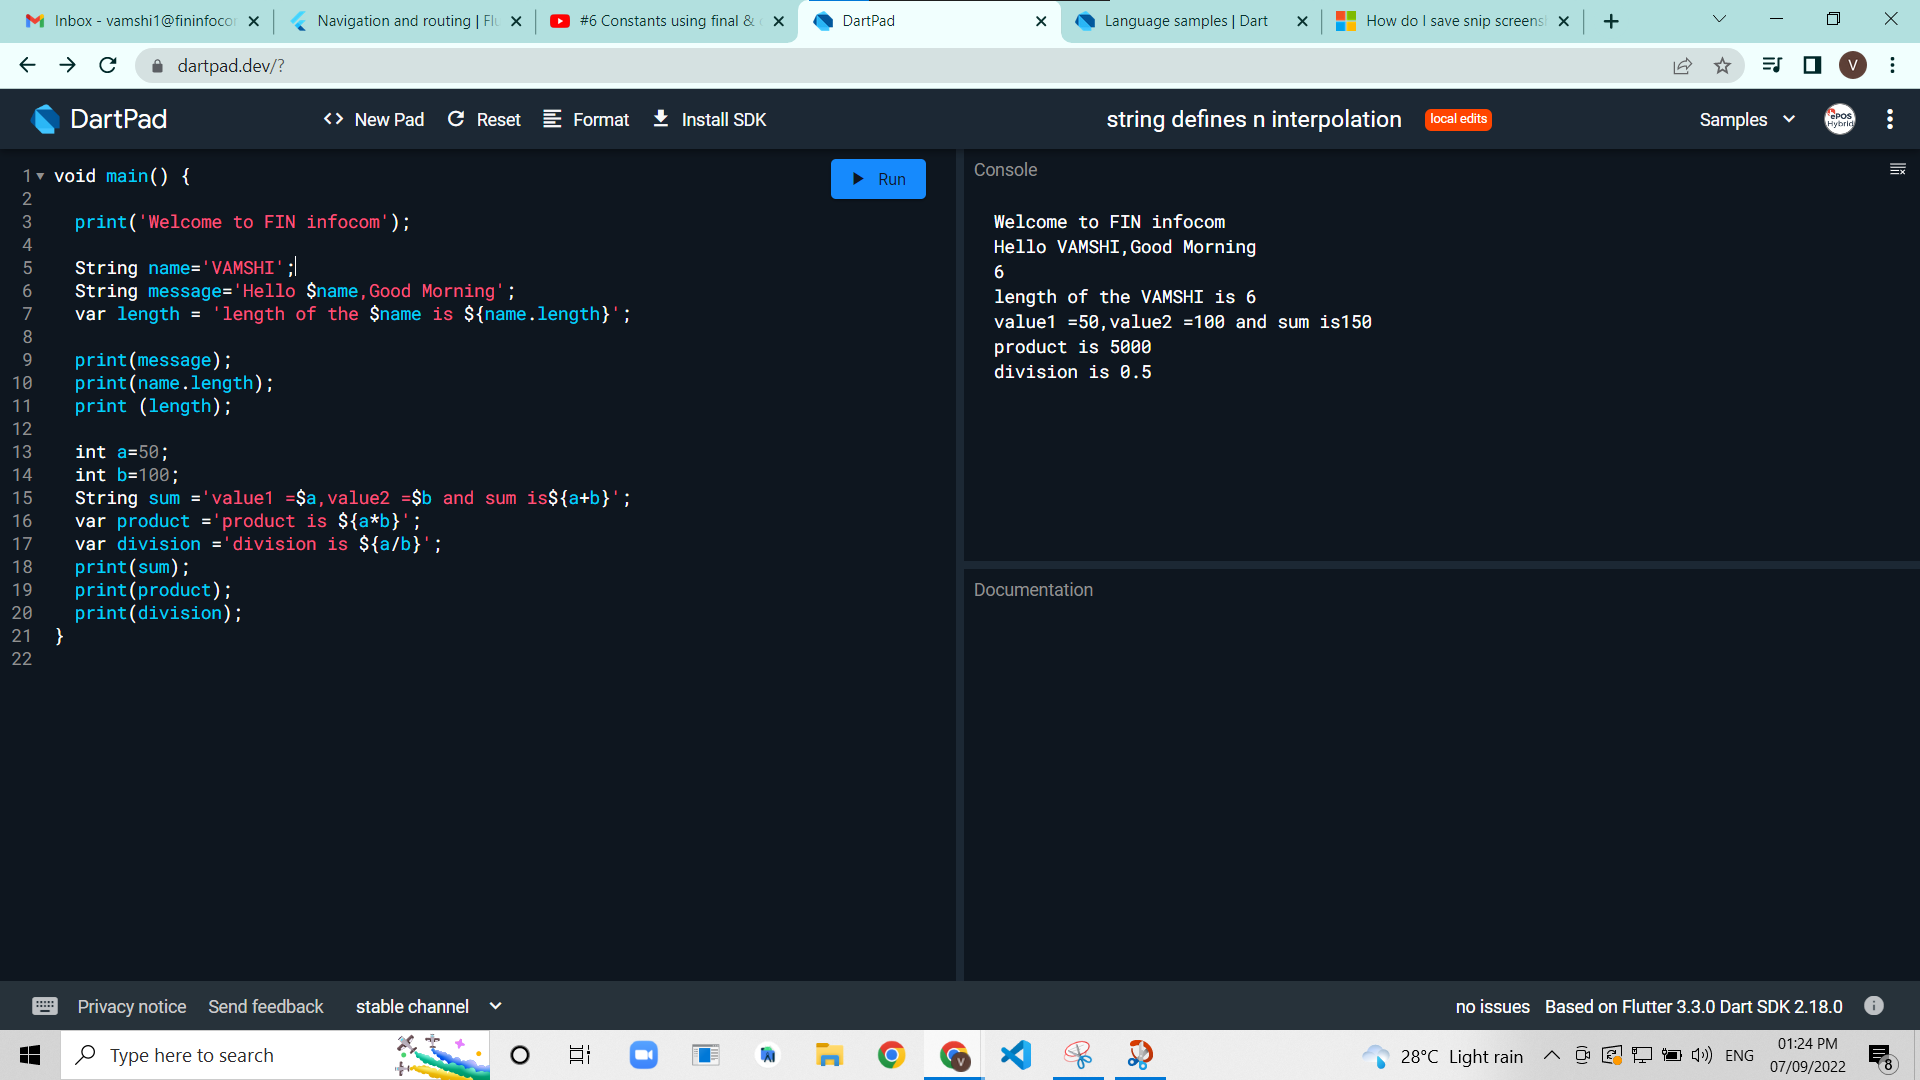 Inbox - vamshi1@fininfocor
Navigation and routing | Flu
#6 Constants using final &
DartPad
Language samples | Dart
How do I save snip screensh
dartpad.dev/?
V
DartPad
<> New Pad
Reset
Format
Install SDK
string defines n interpolation
local edits
Samples
ePOS
Hybrid
1 void main() {
2
3 print('Welcome to FIN infocom');
4
5 String name='VAMSHI';
6 String message='Hello $name,Good Morning';
7 var length = 'length of the $name is ${name.length}';
8
9 print(message);
10 print(name.length);
11 print (length);
12
13 int a=50;
14 int b=100;
15 String sum ='value1 =$a,value2 =$b and sum is${a+b}';
16 var product ='product is ${a*b}';
17 var division ='division is ${a/b}';
18 print(sum);
19 print(product);
20 print(division);
21 }
22
Run
Console
Welcome to FIN infocom
Hello VAMSHI,Good Morning
6
length of the VAMSHI is 6
value1 =50,value2 =100 and sum is150
product is 5000
division is 0.5
Documentation
Privacy notice
Send feedback
stable channel
no issues
Based on Flutter 3.3.0 Dart SDK 2.18.0
Type here to search
V
28°C Light rain
ENG
01:24 PM
07/09/2022
8